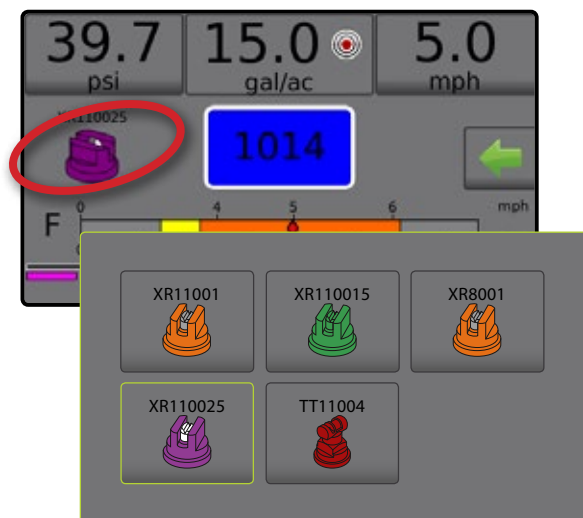 39.7 15.0 5.0
psi gal/ac mph
XR110025
1014
0 4 5 6 mph
F
XR11001 XR110015 XR8001
XR110025 TT11004